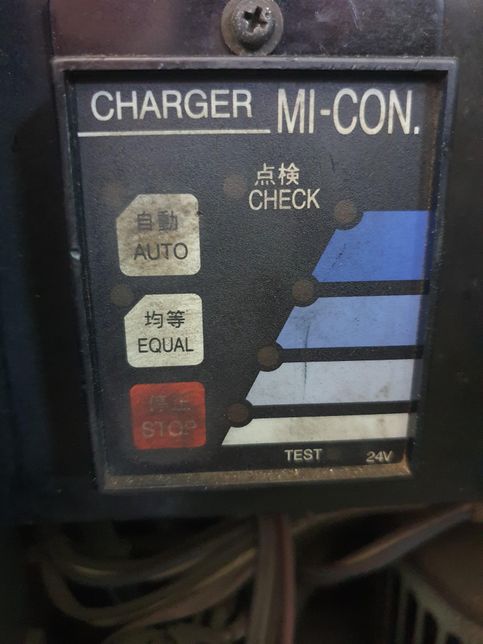 CHARGER MI-CON.
点検
CHECK
自動
AUTO
均等
EQUAL
停止
STOP
TEST 24V